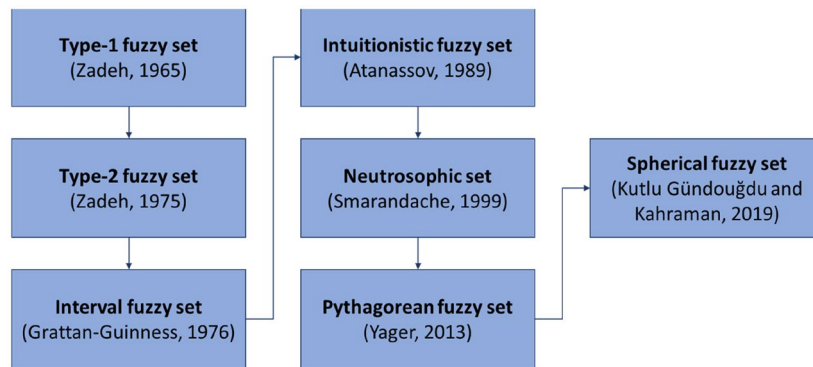 Type-1 fuzzy set
(Zadeh, 1965)
Type-2 fuzzy set
(Zadeh, 1975)
Interval fuzzy set
(Grattan-Guinness, 1976)
Intuitionistic fuzzy set
(Atanassov, 1989)
Neutrosophic set
(Smarandache, 1999)
Pythagorean fuzzy set
(Yager, 2013)
Spherical fuzzy set
(Kutlu Gündouğdu and
Kahraman, 2019)